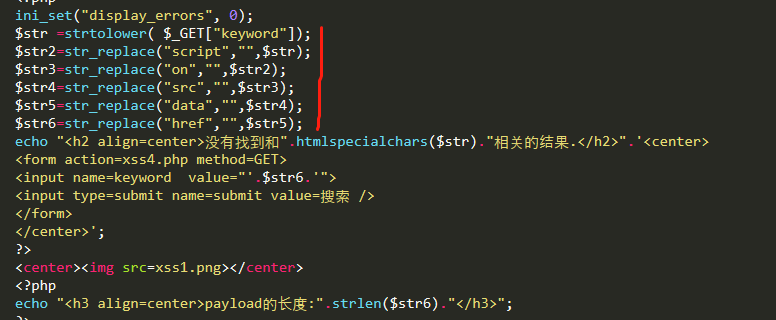 <?php
ini_set("display_errors", 0);
$str =strtolower( $_GET["keyword"]);
$str2=str_replace("script","",$str);
$str3=str_replace("on","",$str2);
$str4=str_replace("src","",$str3);
$str5=str_replace("data","",$str4);
$str6=str_replace("href","",$str5);
echo "<h2 align=center>没有找到和".htmlspecialchars($str)."相关的结果.</h2>".'<center>
<form action=xss4.php method=GET>
<input name=keyword  value="'.$str6.'">
<input type=submit name=submit value=搜索 />
</form>
</center>';
?>
<center><img src=xss1.png></center>
<?php
echo "<h3 align=center>payload的长度:".strlen($str6)."</h3>";
?>